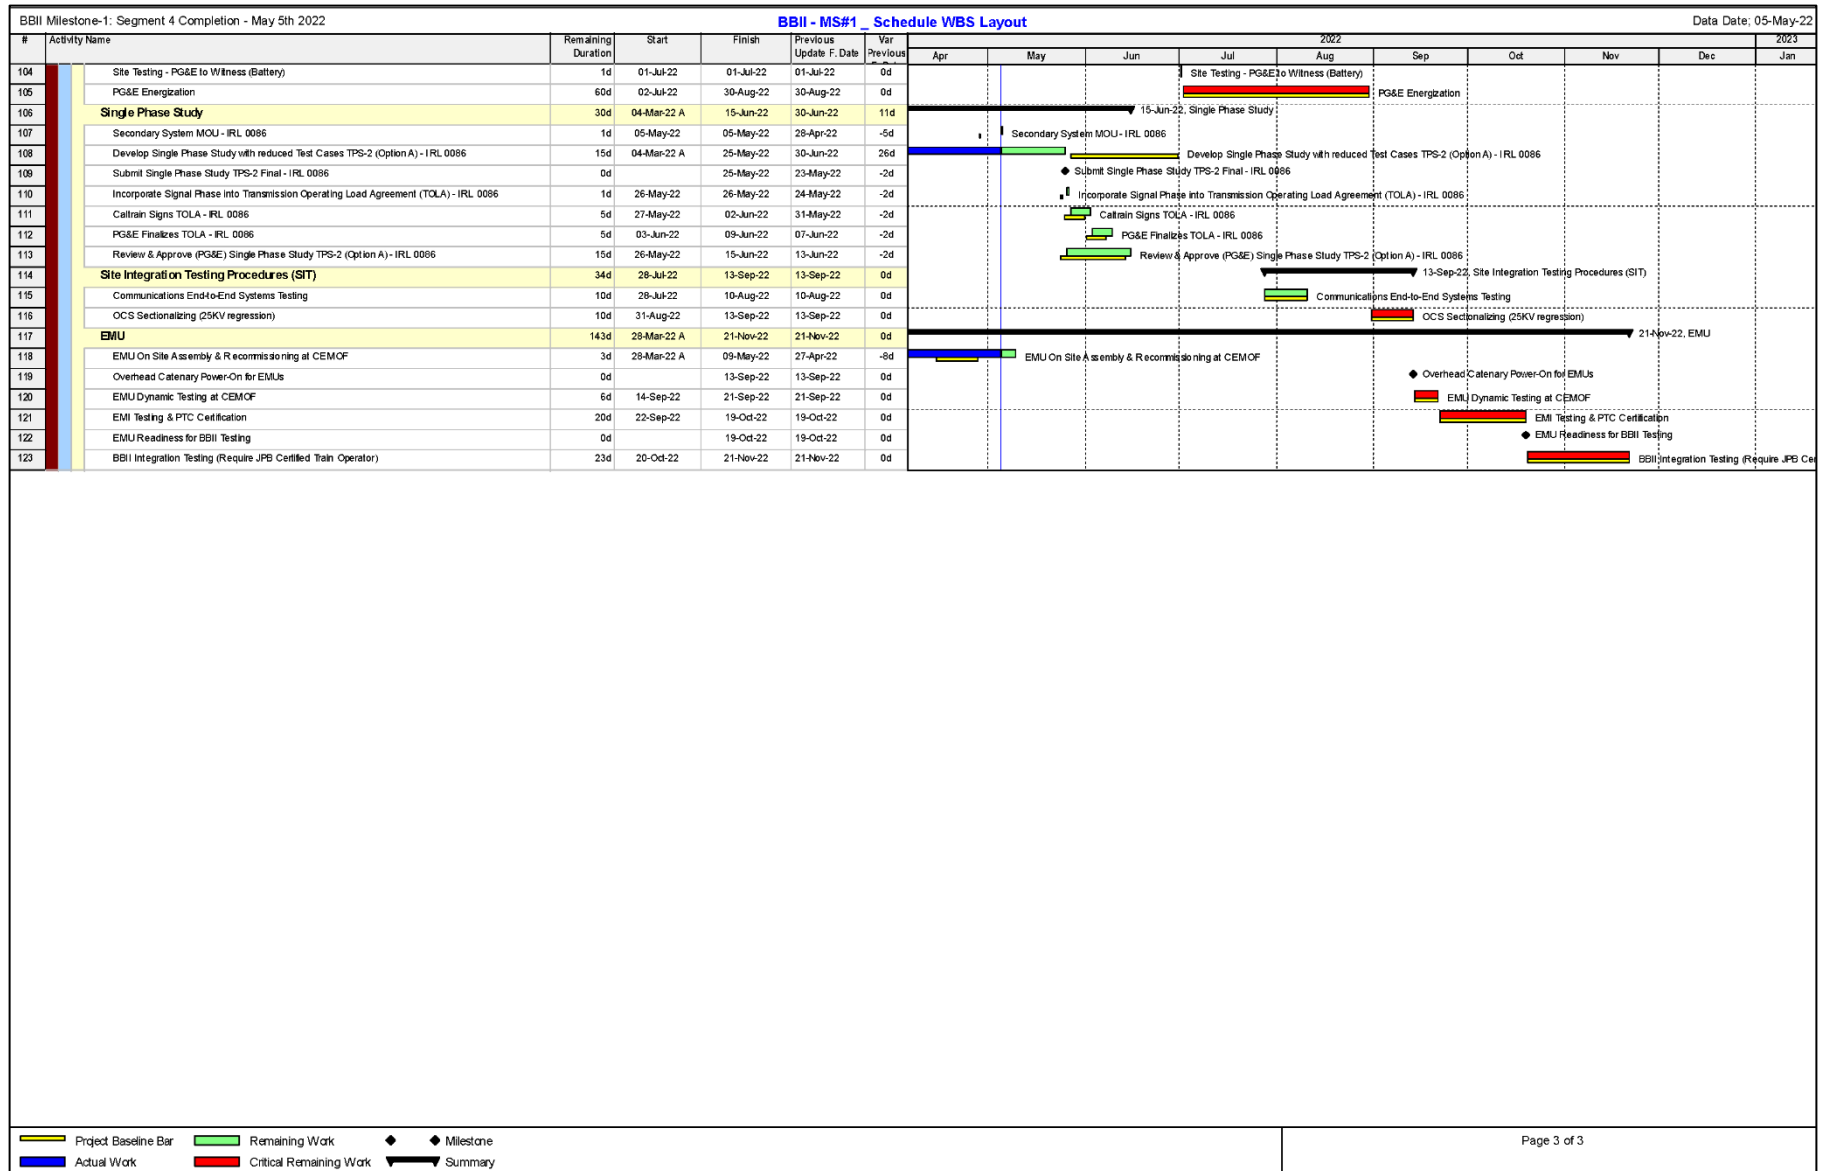 BBII Milestone-1: Segment 4 Completion - May 5th 2022 BBII - MS#1 _ Schedule WBS Layout Data Date: 05-May-22
# Activity Name Remaining Duration Start Finish Previous Update F. Date Var Previous 2022 2023
Apr May Jun Jul Aug Sep Oct Nov Dec Jan
104 Site Testing - PG&E to Witness (Battery) 1d 01-Jul-22 01-Jul-22 01-Jul-22 0d Site Testing - PG&E to Witness (Battery)
105 PG&E Energization 60d 02-Jul-22 30-Aug-22 30-Aug-22 0d PG&E Energization
106 Single Phase Study 30d 04-Mar-22 A 15-Jun-22 30-Jun-22 11d 15-Jun-22, Single Phase Study
107 Secondary System MOU - IRL 0086 1d 05-May-22 05-May-22 28-Apr-22 -5d Secondary System MOU - IRL 0086
108 Develop Single Phase Study with reduced Test Cases TPS-2 (Option A) - IRL 0086 15d 04-Mar-22 A 25-May-22 30-Jun-22 26d Develop Single Phase Study with reduced Test Cases TPS-2 (Option A) - IRL 0086
109 Submit Single Phase Study TPS-2 Final - IRL 0086 0d 25-May-22 23-May-22 -2d Submit Single Phase Study TPS-2 Final - IRL 0086
110 Incorporate Signal Phase into Transmission Operating Load Agreement (TOLA) - IRL 0086 1d 26-May-22 26-May-22 24-May-22 -2d Incorporate Signal Phase into Transmission Operating Load Agreement (TOLA) - IRL 0086
111 Caltrain Signs TOLA - IRL 0086 5d 27-May-22 02-Jun-22 31-May-22 -2d Caltrain Signs TOLA - IRL 0086
112 PG&E Finalizes TOLA - IRL 0086 5d 03-Jun-22 09-Jun-22 07-Jun-22 -2d PG&E Finalizes TOLA - IRL 0086
113 Review & Approve (PG&E) Single Phase Study TPS-2 (Option A) - IRL 0086 15d 26-May-22 15-Jun-22 13-Jun-22 -2d Review & Approve (PG&E) Single Phase Study TPS-2 (Option A) - IRL 0086
114 Site Integration Testing Procedures (SIT) 34d 28-Jul-22 13-Sep-22 13-Sep-22 0d 13-Sep-22, Site Integration Testing Procedures (SIT)
115 Communications End-to-End Systems Testing 10d 28-Jul-22 10-Aug-22 10-Aug-22 0d Communications End-to-End Systems Testing
116 OCS Sectionalizing (25KV regression) 10d 31-Aug-22 13-Sep-22 13-Sep-22 0d OCS Sectionalizing (25KV regression)
117 EMU 143d 28-Mar-22 A 21-Nov-22 21-Nov-22 0d 21-Nov-22, EMU
118 EMU On Site Assembly & Recommissioning at CEMOF 3d 28-Mar-22 A 09-May-22 27-Apr-22 -8d EMU On Site Assembly & Recommissioning at CEMOF
119 Overhead Catenary Power-On for EMUs 0d 13-Sep-22 13-Sep-22 0d Overhead Catenary Power-On for EMUs
120 EMU Dynamic Testing at CEMOF 6d 14-Sep-22 21-Sep-22 21-Sep-22 0d EMU Dynamic Testing at CEMOF
121 EMI Testing & PTC Certification 20d 22-Sep-22 19-Oct-22 19-Oct-22 0d EMI Testing & PTC Certification
122 EMU Readiness for BBII Testing 0d 19-Oct-22 19-Oct-22 0d EMU Readiness for BBII Testing
123 BBII Integration Testing (Require JPB Certified Train Operator) 23d 20-Oct-22 21-Nov-22 21-Nov-22 0d BBII Integration Testing (Require JPB Cer
Project Baseline Bar Remaining Work Milestone Page 3 of 3
Actual Work Critical Remaining Work Summary